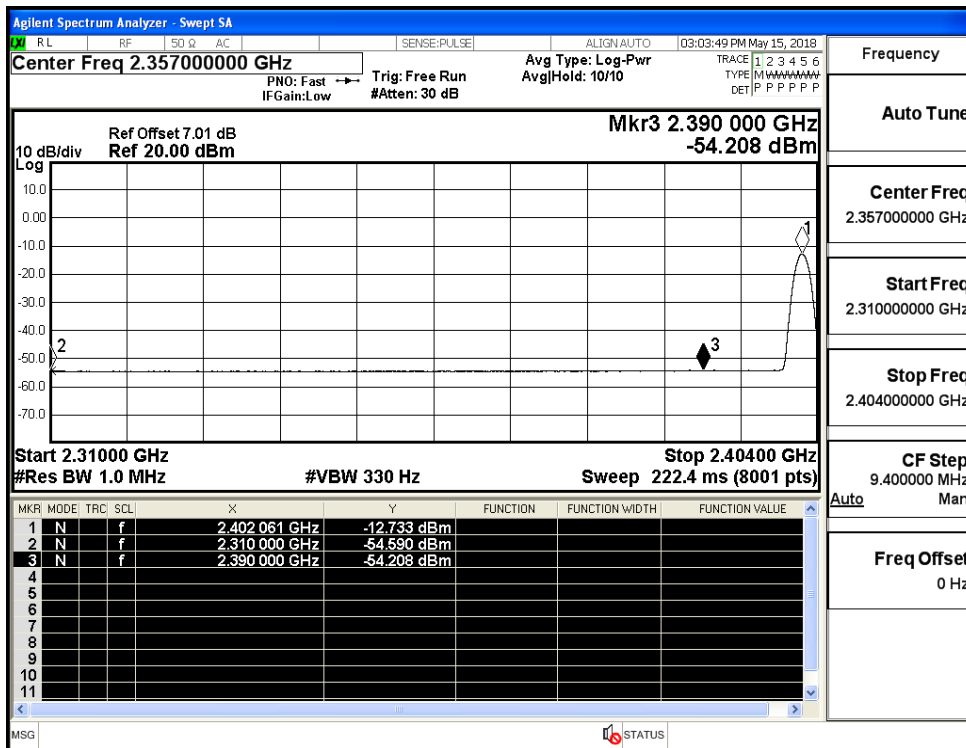 Agilent Spectrum Analyzer - Swept SA
LXI RL RF 50 Ω AC SENSE:PULSE ALIGNAUTO 03:03:49 PM May 15, 2018
Center Freq 2.357000000 GHz
PNO: Fast
IFGain:Low
Trig: Free Run
#Atten: 30 dB
Avg Type: Log-Pwr
Avg|Hold: 10/10
TRACE 1 2 3 4 5 6
TYPE M W W W W W
DET P P P P P P
Ref Offset 7.01 dB
10 dB/div Ref 20.00 dBm
Log
Mkr3 2.390 000 GHz
-54.208 dBm
10.0
0.00
-10.0
-20.0
-30.0
-40.0
-50.0
-60.0
-70.0
1
2
3
Start 2.31000 GHz Stop 2.40400 GHz
#Res BW 1.0 MHz #VBW 330 Hz Sweep 222.4 ms (8001 pts)
MKR MODE TRC SCL X Y FUNCTION FUNCTION WIDTH FUNCTION VALUE
1 N f 2.402 061 GHz -12.733 dBm
2 N f 2.310 000 GHz -54.590 dBm
3 N f 2.390 000 GHz -54.208 dBm
4
5
6
7
8
9
10
11
MSG STATUS
Frequency
Auto Tune
Center Freq
2.357000000 GHz
Start Freq
2.310000000 GHz
Stop Freq
2.404000000 GHz
CF Step
9.400000 MHz
Auto Man
Freq Offset
0 Hz